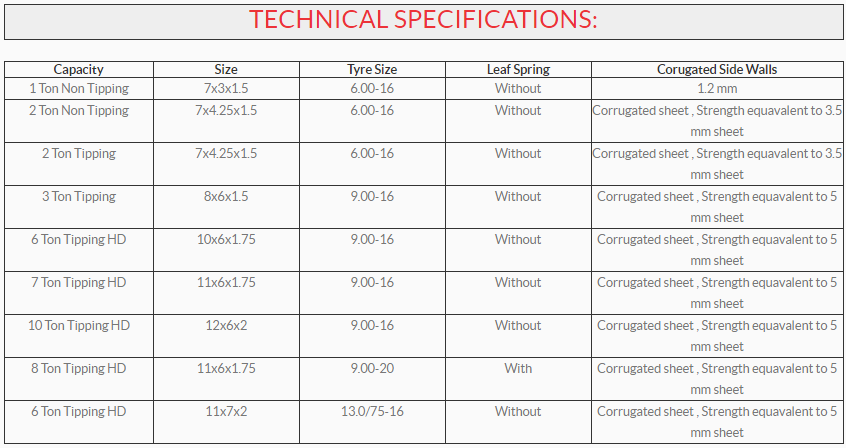 TECHNICAL SPECIFICATIONS:
Capacity Size Tyre Size Leaf Spring Corugated Side Walls
1 Ton Non Tipping 7x3x1.5 6.00-16 Without 1.2 mm
2 Ton Non Tipping 7x4.25x1.5 6.00-16 Without Corrugated sheet , Strength equavalent to 3.5
mm sheet
2 Ton Tipping 7x4.25x1.5 6.00-16 Without Corrugated sheet , Strength equavalent to 3.5
mm sheet
3 Ton Tipping 8x6x1.5 9.00-16 Without Corrugated sheet , Strength equavalent to 5
mm sheet
6 Ton Tipping HD 10x6x1.75 9.00-16 Without Corrugated sheet , Strength equavalent to 5
mm sheet
7 Ton Tipping HD 11x6x1.75 9.00-16 Without Corrugated sheet , Strength equavalent to 5
mm sheet
10 Ton Tipping HD 12x6x2 9.00-16 Without Corrugated sheet , Strength equavalent to 5
mm sheet
8 Ton Tipping HD 11x6x1.75 9.00-20 With Corrugated sheet , Strength equavalent to 5
mm sheet
6 Ton Tipping HD 11x7x2 13.0/75-16 Without Corrugated sheet , Strength equavalent to 5
mm sheet